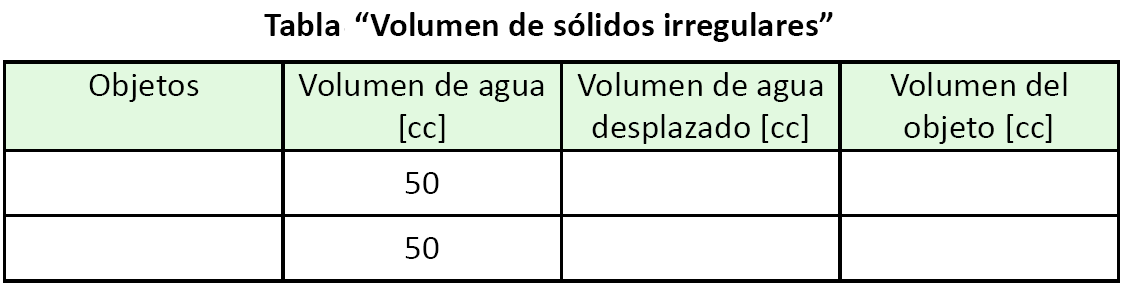 Tabla “Volumen de sólidos irregulares”
Objetos
Volumen de agua
[cc]
Volumen de agua
desplazado [cc]
Volumen del
objeto [cc]
50
50